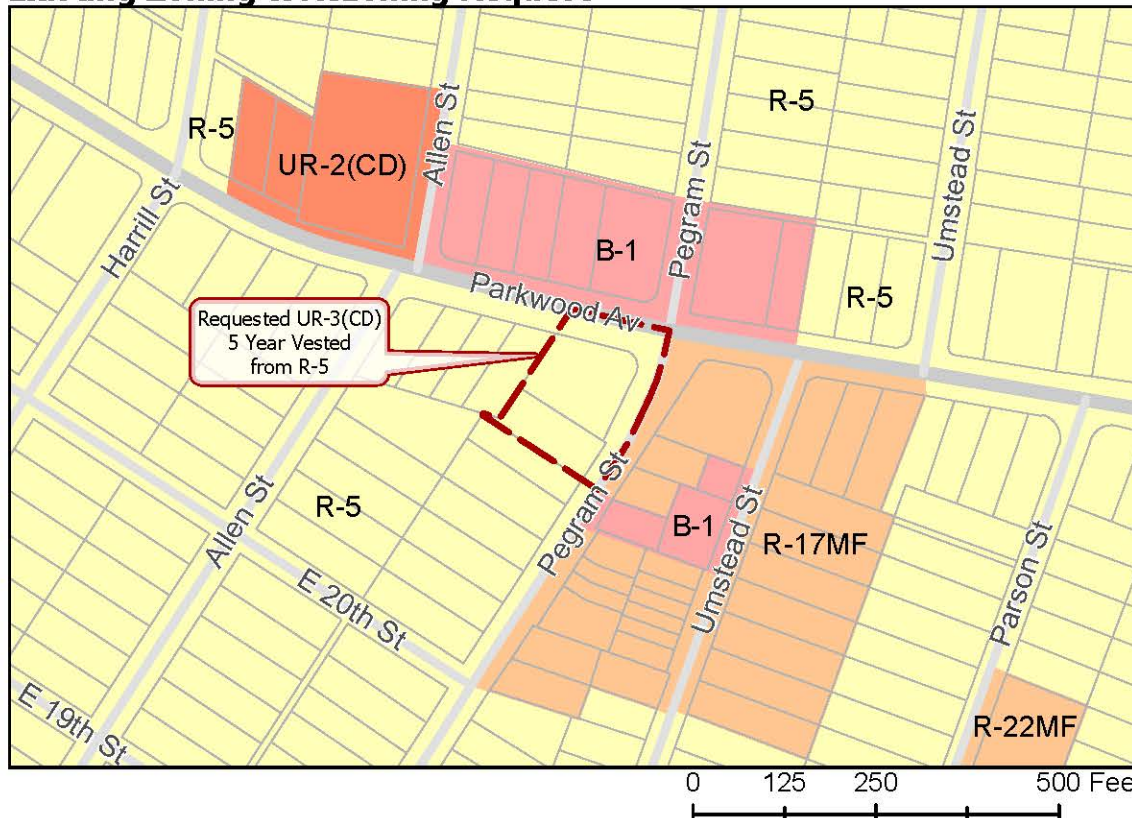 R-5
R-5
UR-2(CD)
Allen St
Harrill St
B-1
Pegram St
Umstead St
R-5
Parkwood Av
Requested UR-3(CD)
5 Year Vested
from R-5
R-5
Allen St
Pegram St
B-1
Umstead St
R-17MF
Parson St
E 20th St
E 19th St
R-22MF
0 125 250 500 Fee